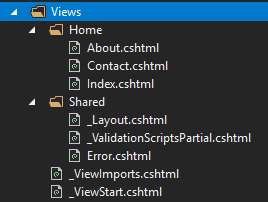 Views
Home
About.cshtml
Contact.cshtml
Index.cshtml
Shared
_Layout.cshtml
_ValidationScriptsPartial.cshtml
Error.cshtml
_ViewImports.cshtml
_ViewStart.cshtml